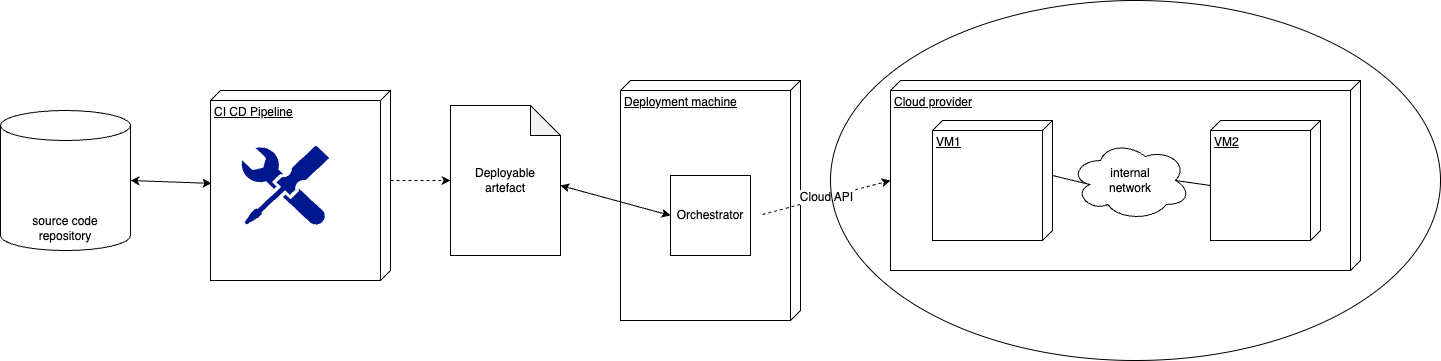 source code
repository
CI CD Pipeline
Deployable
artefact
Deployment machine
Orchestrator
Cloud API
Cloud provider
VM1
internal
network
VM2